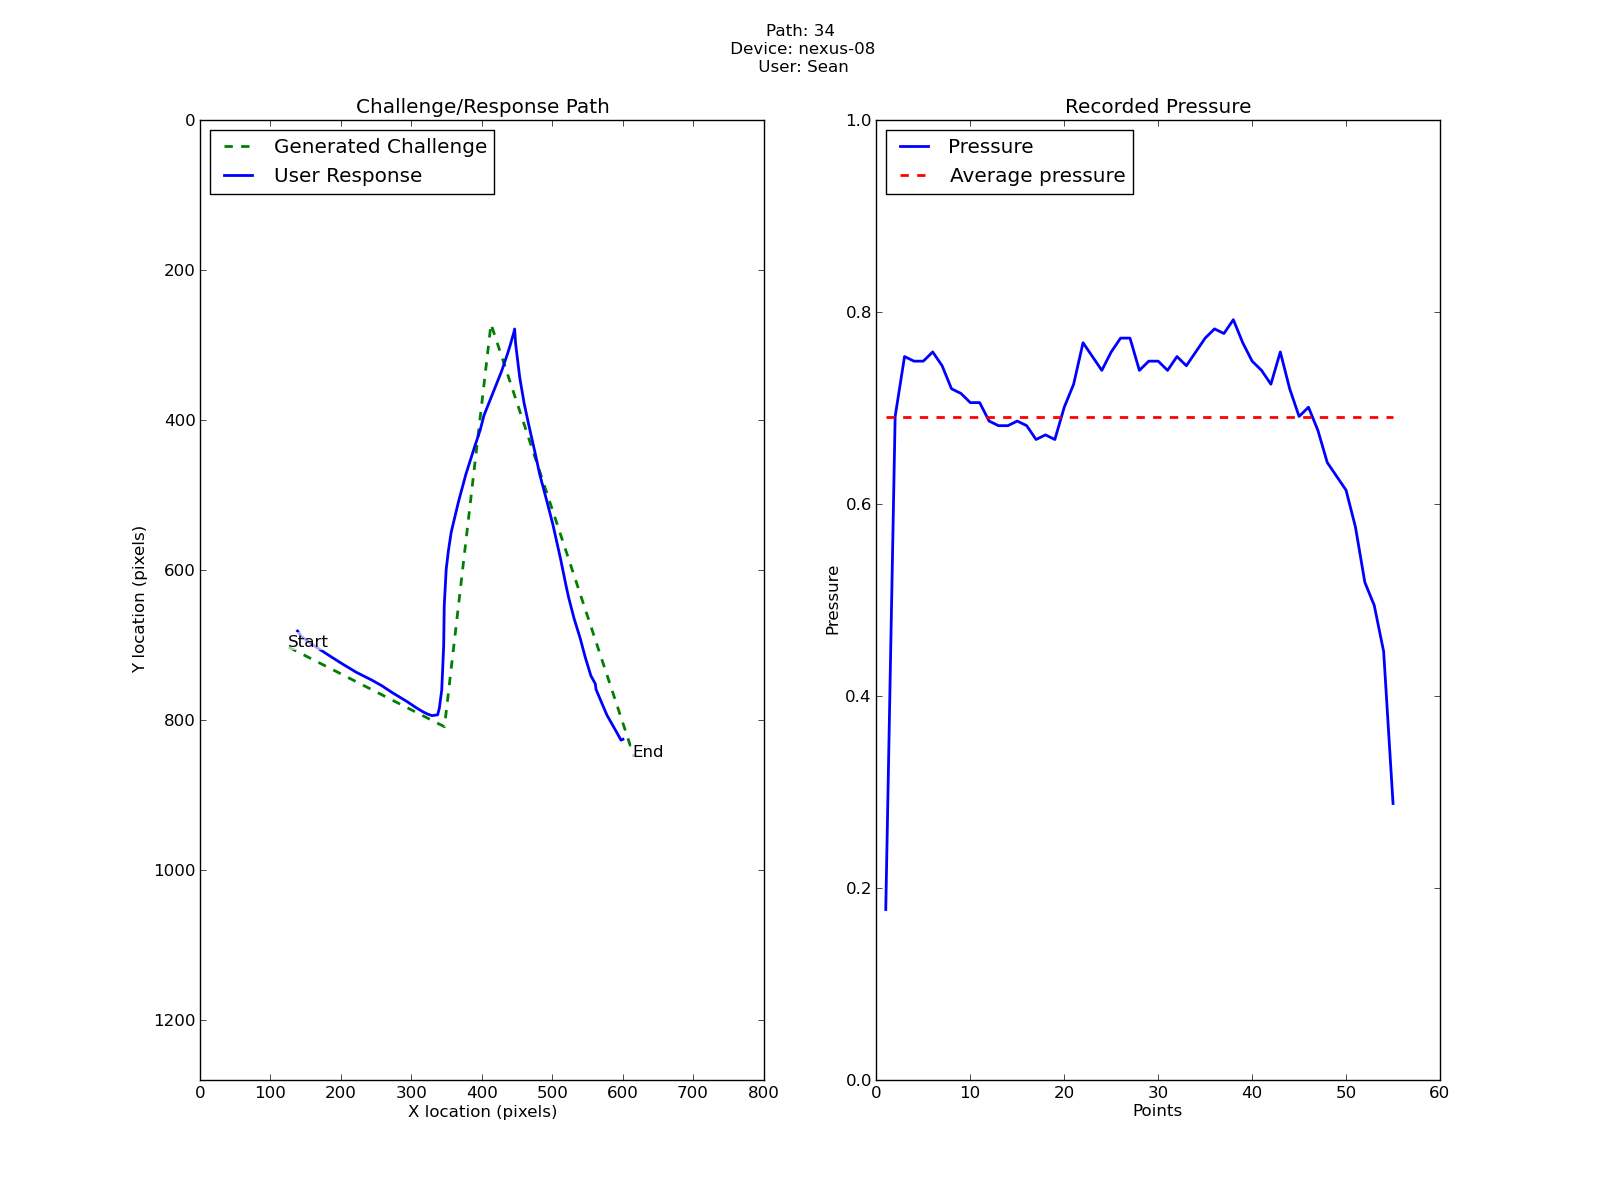 Path: 34
Device: nexus-08
User: Sean
Challenge/Response Path
0
200
400
600
800
1000
1200
Y location (pixels)
Generated Challenge
User Response
Start
End
0 100 200 300 400 500 600 700 800
X location (pixels)
Recorded Pressure
1.0
0.8
0.6
0.4
0.2
0.0
Pressure
Pressure
Average pressure
0 10 20 30 40 50 60
Points